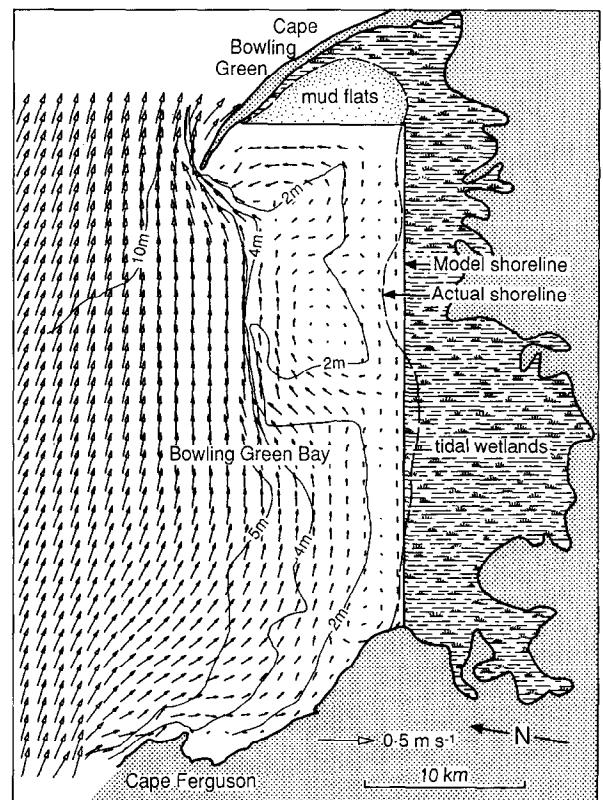 Cape
Bowling
Green
mud flats
2m
4m
10m
Model shoreline
Actual shoreline
2m
Bowling Green Bay
tidal wetlands
5m
4m
2m
0·5 m s⁻¹
N
Cape Ferguson
10 km